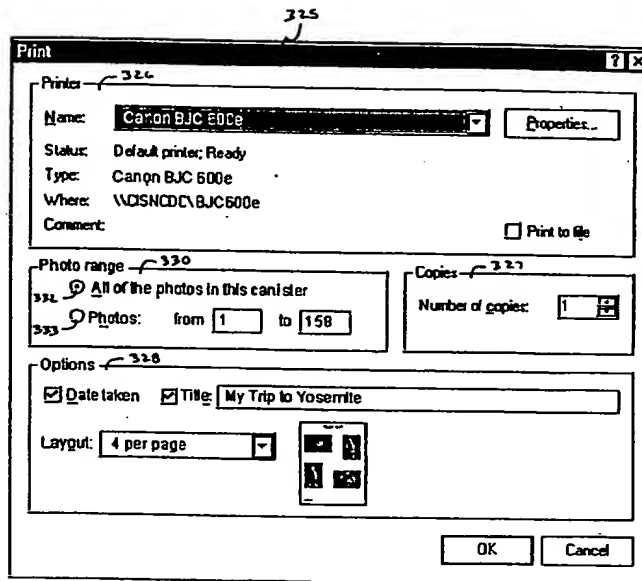 325
Print
? X
Printer 326
Name: Canon BJC 600e Properties...
Status: Default printer; Ready
Type: Canon BJC 600e
Where: \\CISNCDC\BJC600e
Comment:
Print to file
Photo range 330
332 All of the photos in this canister
333 Photos: from 1 to 158
Copies 327
Number of copies: 1
Options 328
Date taken Title: My Trip to Yosemite
Layout: 4 per page
OK Cancel